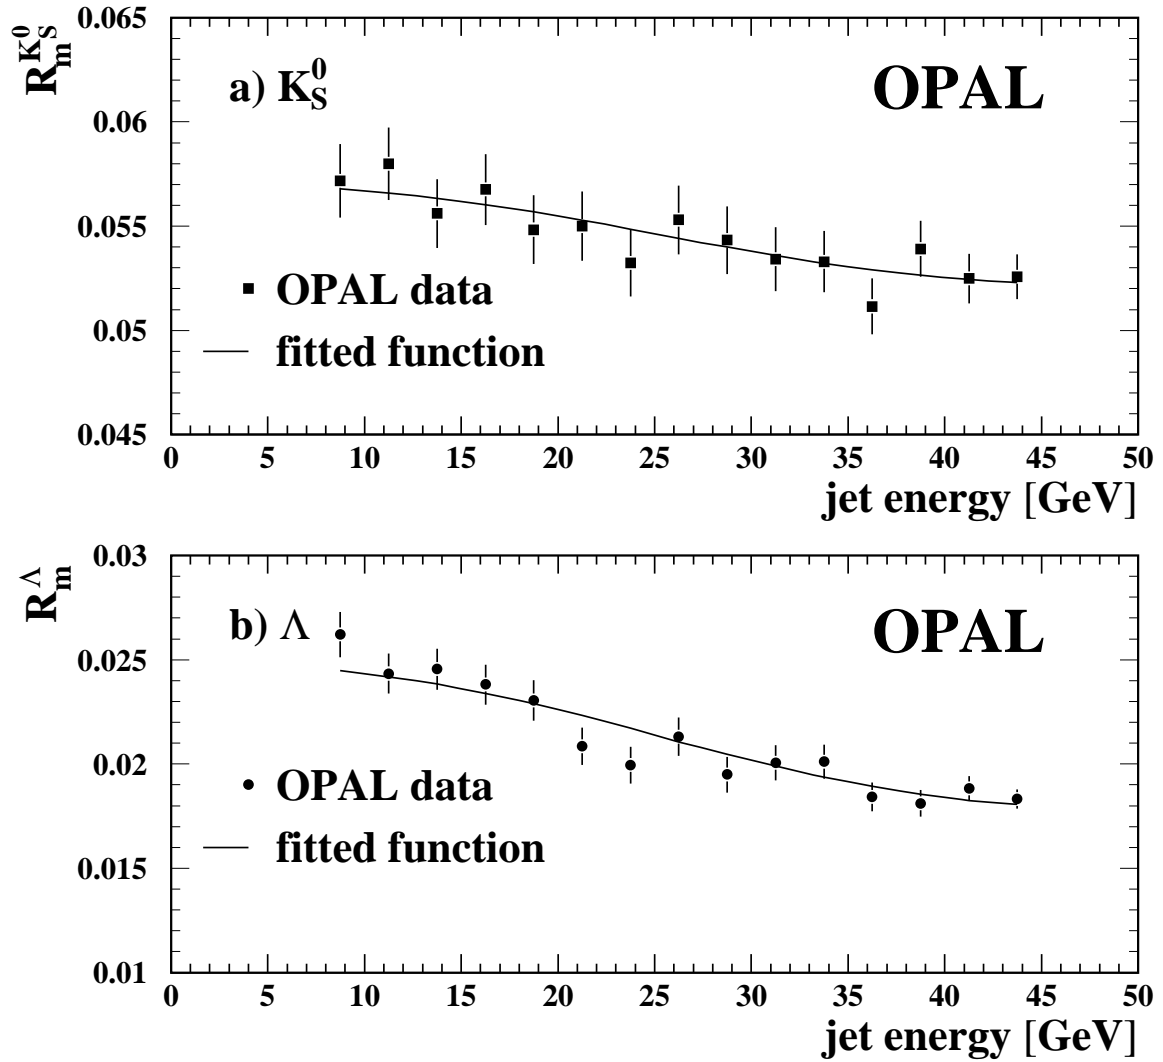 0.065
0.06
0.055
0.05
0.045
R_m^{K_S^0}
a) K_S^0
OPAL
OPAL data
fitted function
0 5 10 15 20 25 30 35 40 45 50
jet energy [GeV]
0.03
0.025
0.02
0.015
0.01
R_m^Λ
b) Λ
OPAL
OPAL data
fitted function
0 5 10 15 20 25 30 35 40 45 50
jet energy [GeV]